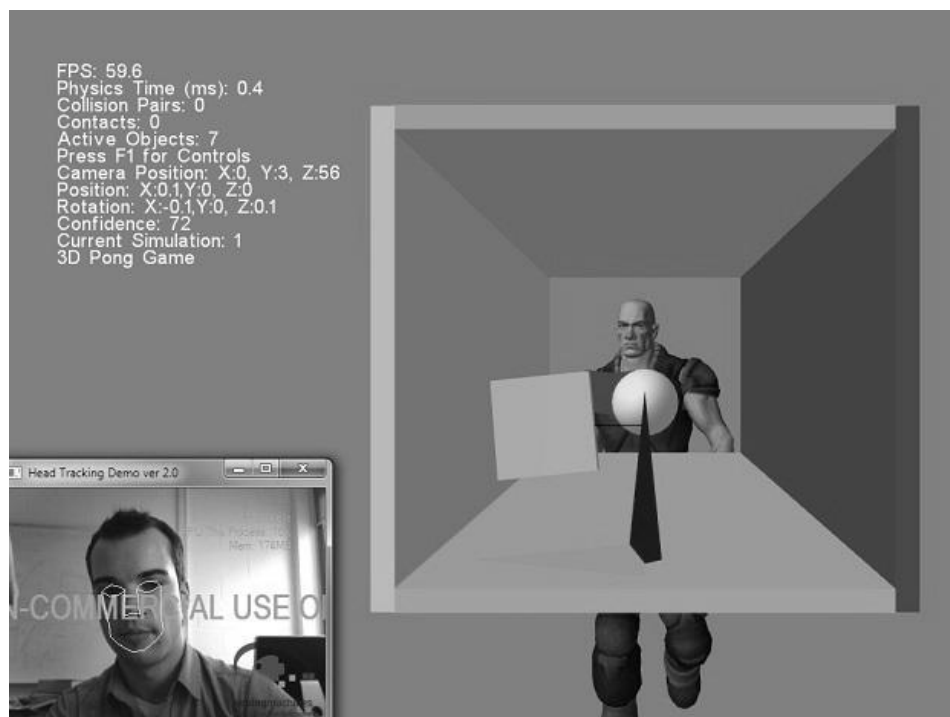 FPS: 59.6
Physics Time (ms): 0.4
Collision Pairs: 0
Contacts: 0
Active Objects: 7
Press F1 for Controls
Camera Position: X:0, Y:3, Z:56
Position: X:0.1,Y:0, Z:0
Rotation: X:-0.1,Y:0, Z:0.1
Confidence: 72
Current Simulation: 1
3D Pong Game
Head Tracking Demo ver 2.0
N-COMMERCIAL USE O